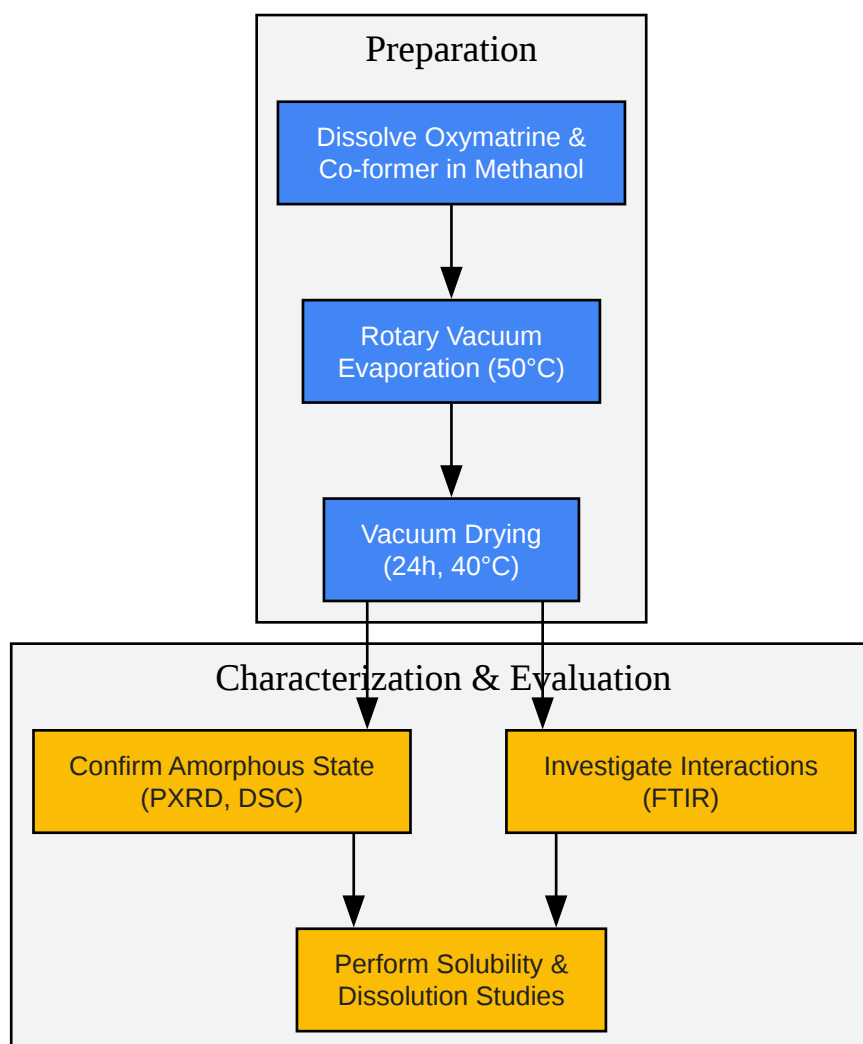 Preparation
Dissolve Oxymatrine &
Co-former in Methanol
Rotary Vacuum
Evaporation (50°C)
Vacuum Drying
(24h, 40°C)
Characterization & Evaluation
Confirm Amorphous State
(PXRD, DSC)
Investigate Interactions
(FTIR)
Perform Solubility &
Dissolution Studies